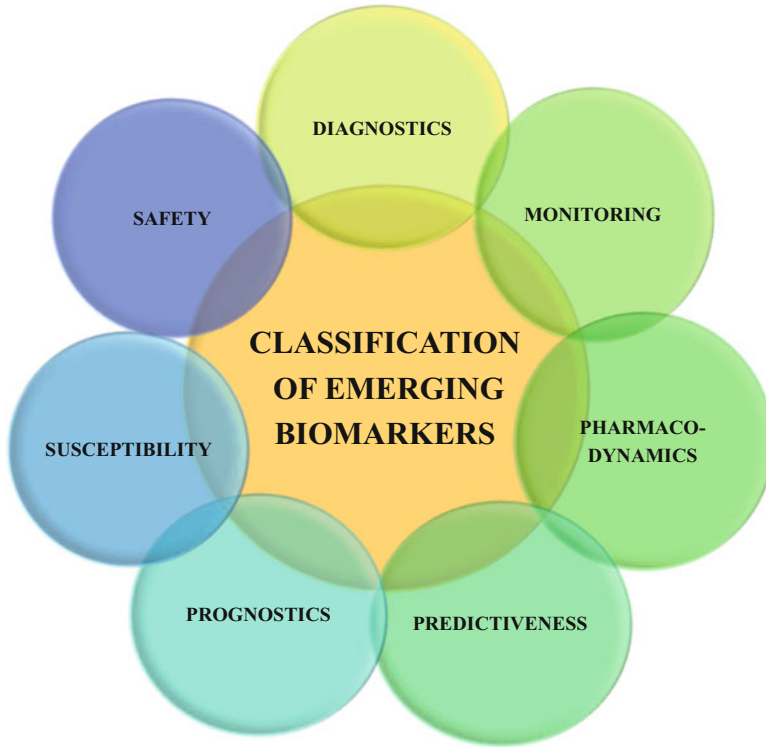 DIAGNOSTICS
MONITORING
SAFETY
CLASSIFICATION
OF EMERGING
BIOMARKERS
PHARMACO-
DYNAMICS
SUSCEPTIBILITY
PROGNOSTICS
PREDICTIVENESS